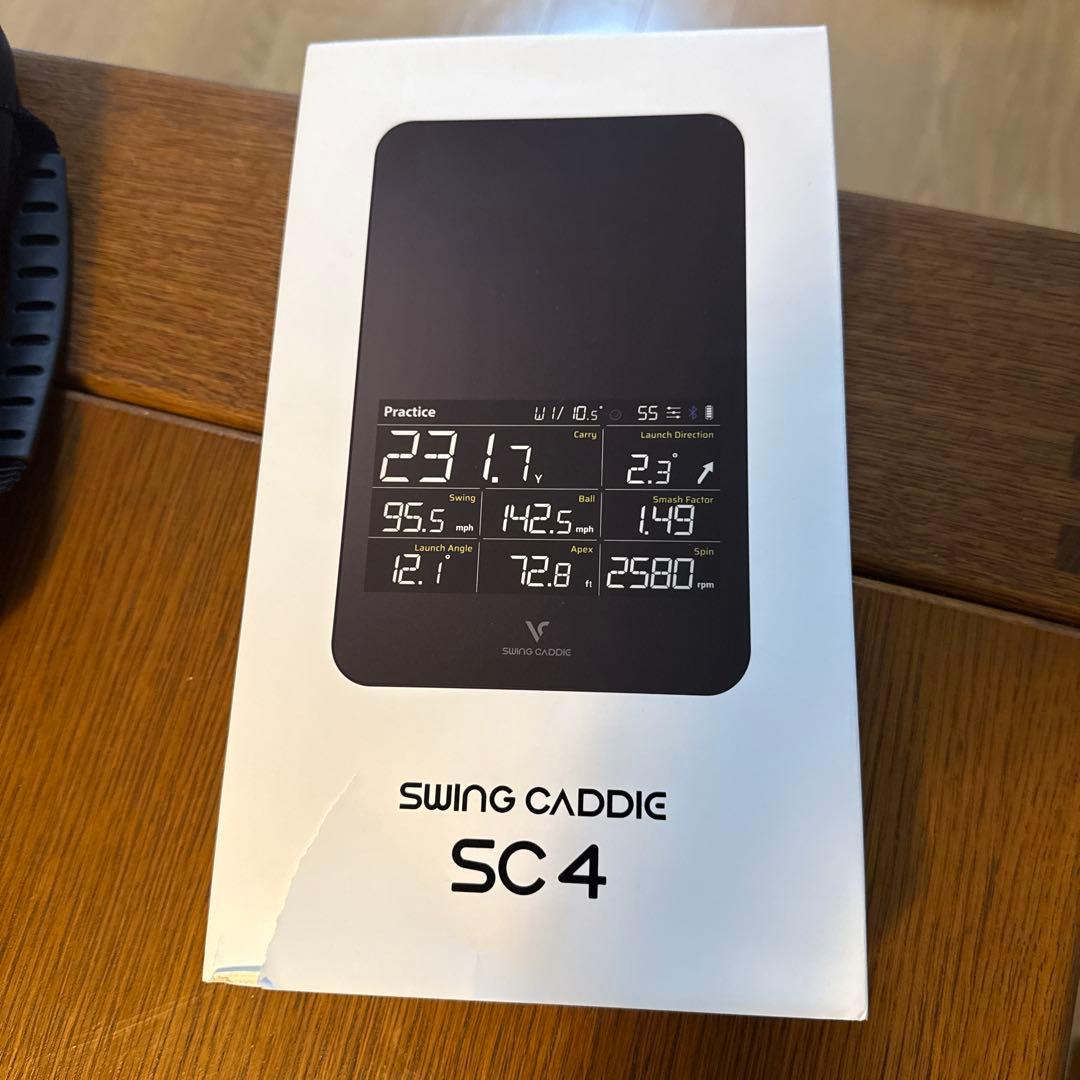 Practice W1/ 10.5° 55
Carry Launch Direction
231.7 Y 2.3°
Swing Ball Smash Factor
95.5 mph 142.5 mph 1.49
Launch Angle Apex Spin
12.1° 72.8 ft 2580 rpm
SWING CADDIE
SWING CADDIE
SC4